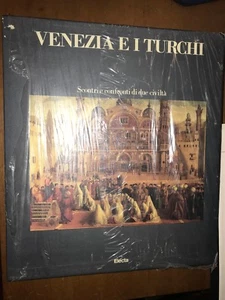 VENEZIA E I TURCHI
Scontri e confronti di due civiltà
Electa